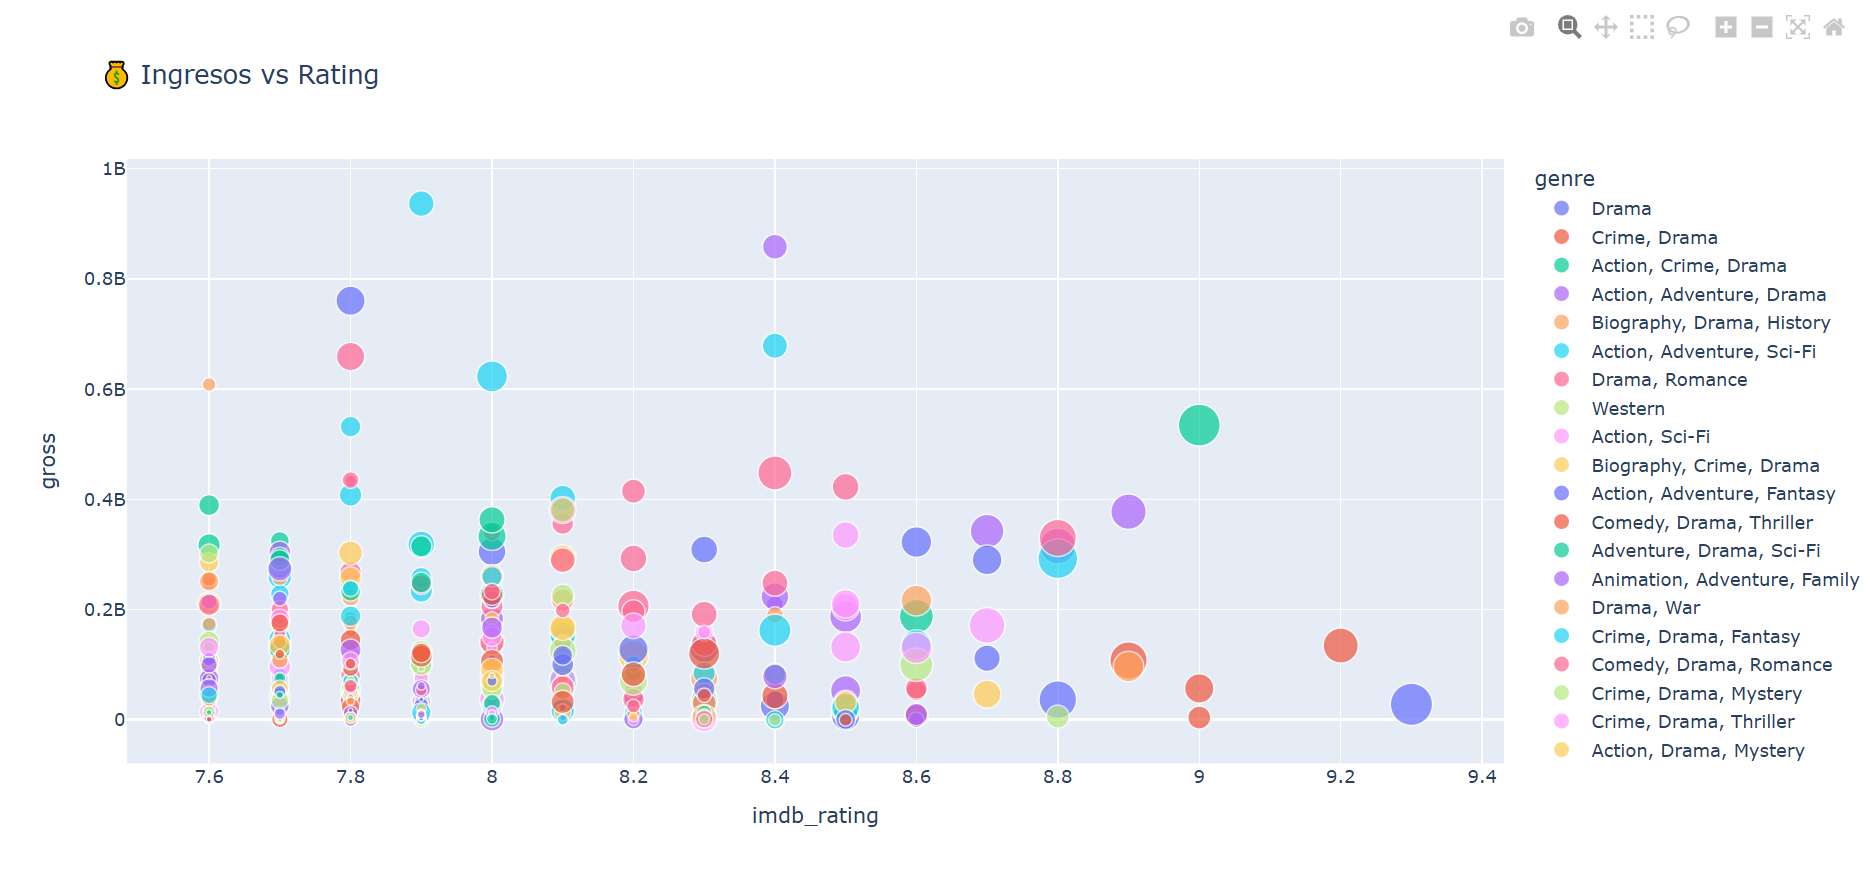 💰 Ingresos vs Rating
1B
0.8B
0.6B
0.4B
0.2B
0
gross
7.6
7.8
8
8.2
8.4
8.6
8.8
9
9.2
9.4
imdb_rating
genre
Drama
Crime, Drama
Action, Crime, Drama
Action, Adventure, Drama
Biography, Drama, History
Action, Adventure, Sci-Fi
Drama, Romance
Western
Action, Sci-Fi
Biography, Crime, Drama
Action, Adventure, Fantasy
Comedy, Drama, Thriller
Adventure, Drama, Sci-Fi
Animation, Adventure, Family
Drama, War
Crime, Drama, Fantasy
Comedy, Drama, Romance
Crime, Drama, Mystery
Crime, Drama, Thriller
Action, Drama, Mystery